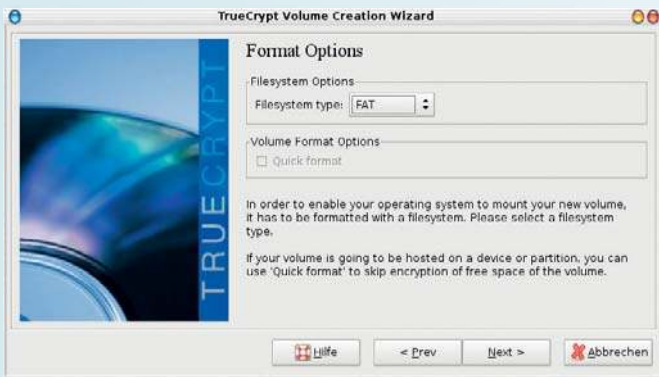 TrueCrypt Volume Creation Wizard
TRUECRYPT
Format Options
Filesystem Options
Filesystem type: FAT
Volume Format Options
Quick format
In order to enable your operating system to mount your new volume,
it has to be formatted with a filesystem. Please select a filesystem
type.
If your volume is going to be hosted on a device or partition, you can
use 'Quick format' to skip encryption of free space of the volume.
Hilfe
< Prev
Next >
Abbrechen